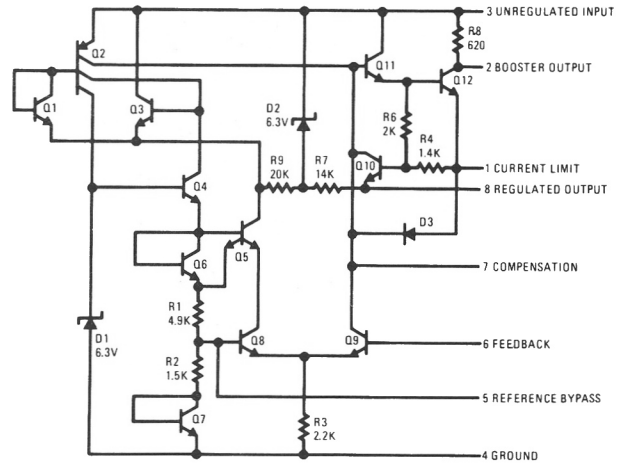 3 UNREGULATED INPUT
R8
620
Q2
Q11
2 BOOSTER OUTPUT
Q12
Q1
Q3
D2
6.3V
R6
2K
R4
1.4K
Q10
R9
20K
R7
14K
1 CURRENT LIMIT
8 REGULATED OUTPUT
Q4
D3
Q6
Q5
7 COMPENSATION
R1
4.9K
D1
6.3V
Q8
Q9
6 FEEDBACK
R2
1.5K
5 REFERENCE BYPASS
Q7
R3
2.2K
4 GROUND